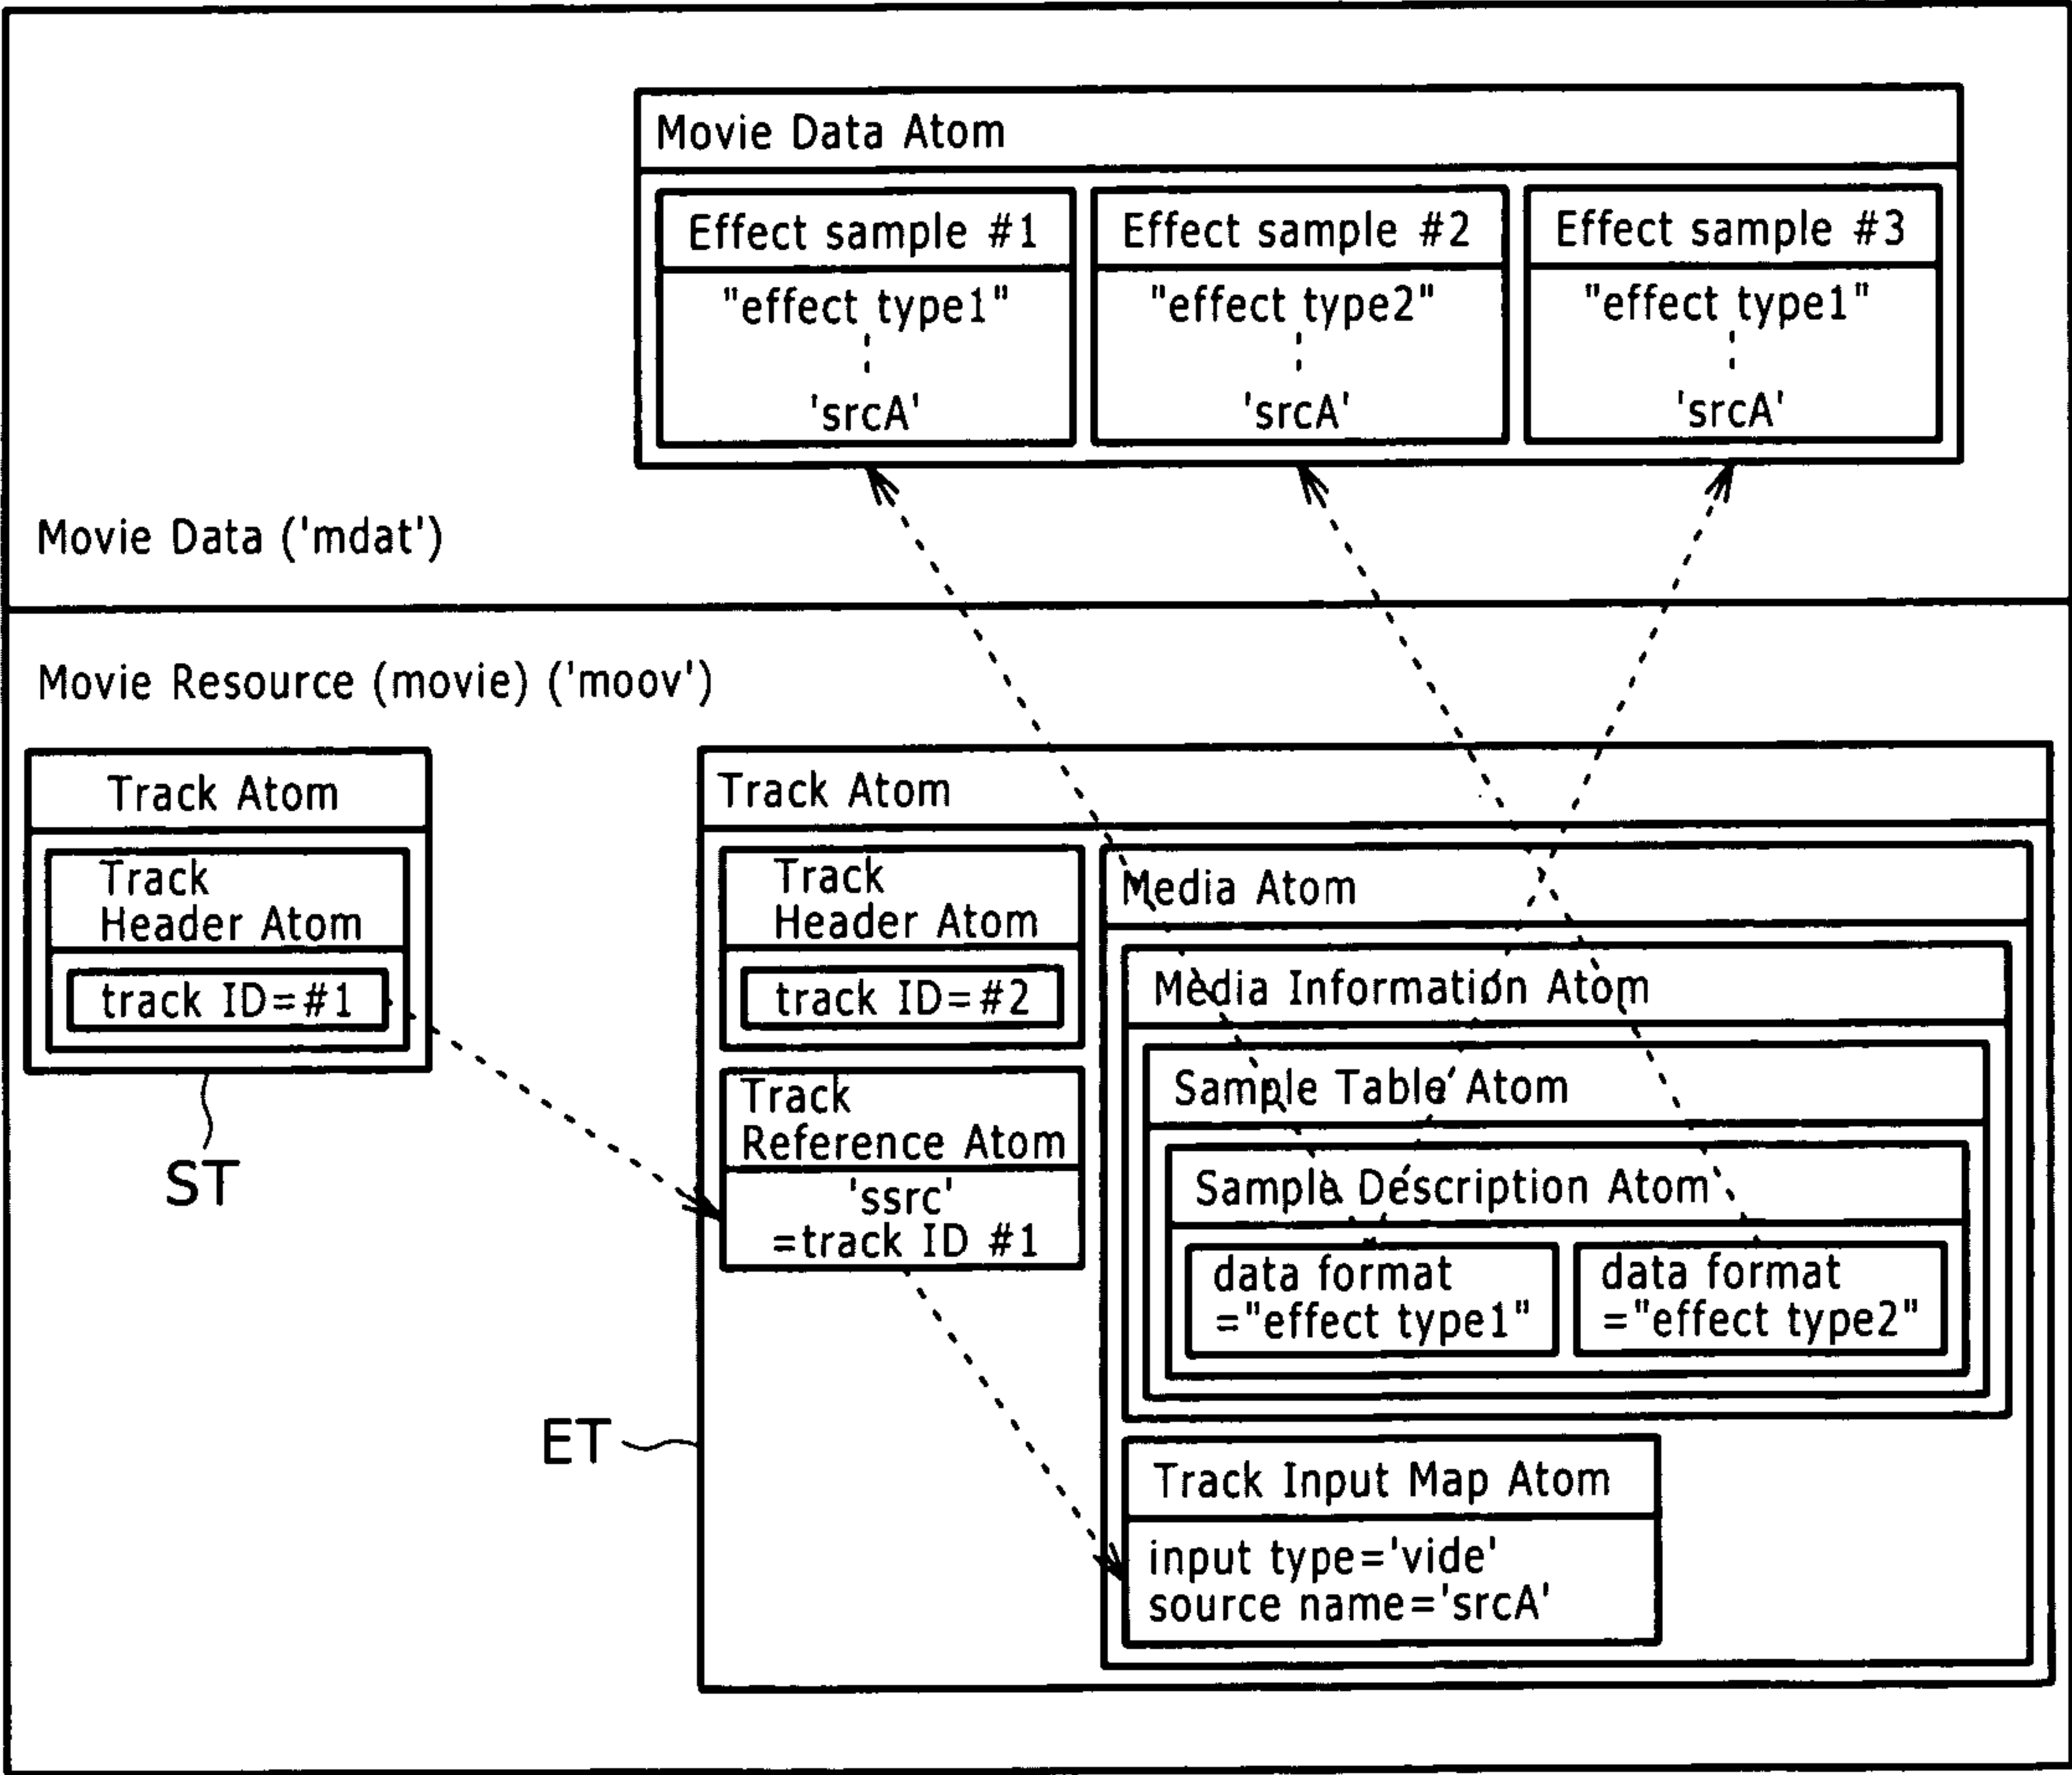 Movie Data Atom
Effect sample #1
"effect type1"
'srcA'
Effect sample #2
"effect type2"
'srcA'
Effect sample #3
"effect type1"
'srcA'
Movie Data ('mdat')
Movie Resource (movie) ('moov')
Track Atom
Track
Header Atom
track ID=#1
ST
Track Atom
Track
Header Atom
track ID=#2
Track
Reference Atom
'ssrc'
=track ID #1
Media Atom
Media Information Atom
Sample Table Atom
Sample Description Atom
data format
="effect type1"
data format
="effect type2"
ET
Track Input Map Atom
input type='vide'
source name='srcA'